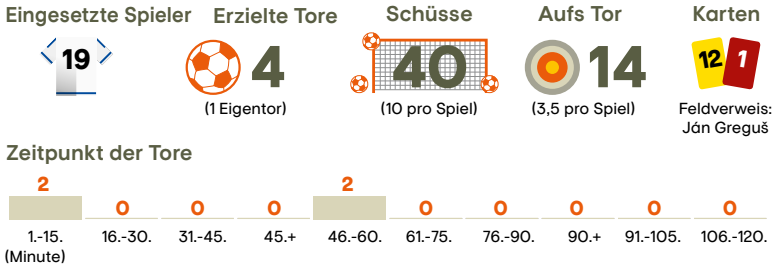 Eingesetzte Spieler Erzielte Tore Schüsse Aufs Tor Karten
19 4 40 14 12 1
(1 Eigentor) (10 pro Spiel) (3,5 pro Spiel) Feldverweis:
Ján Greguš
Zeitpunkt der Tore
2 0 0 0 2 0 0 0 0 0
1.-15. 16.-30. 31.-45. 45.+ 46.-60. 61.-75. 76.-90. 90.+ 91.-105. 106.-120.
(Minute)